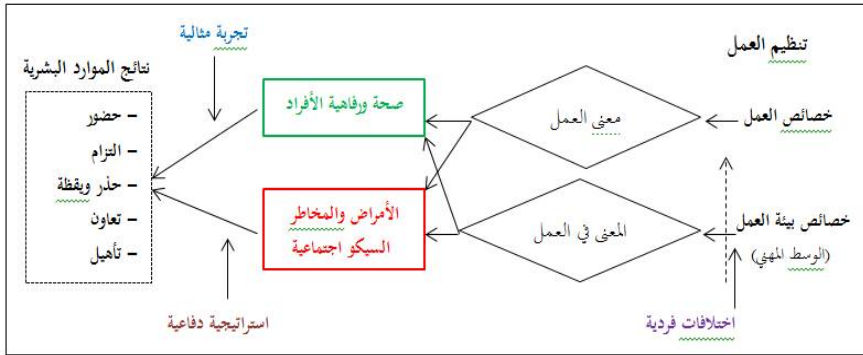 تنظيم العمل
خصائص العمل
خصائص بيئة العمل
(الوسط المهني)
اختلافات فردية
معنى العمل
المعنى في العمل
صحة ورفاهية الأفراد
الأمراض والمخاطر
السيكو اجتماعية
تجربة مثالية
استراتيجية دفاعية
نتائج الموارد البشرية
– حضور
– التزام
– حذر ويقظة
– تعاون
– تأهيل